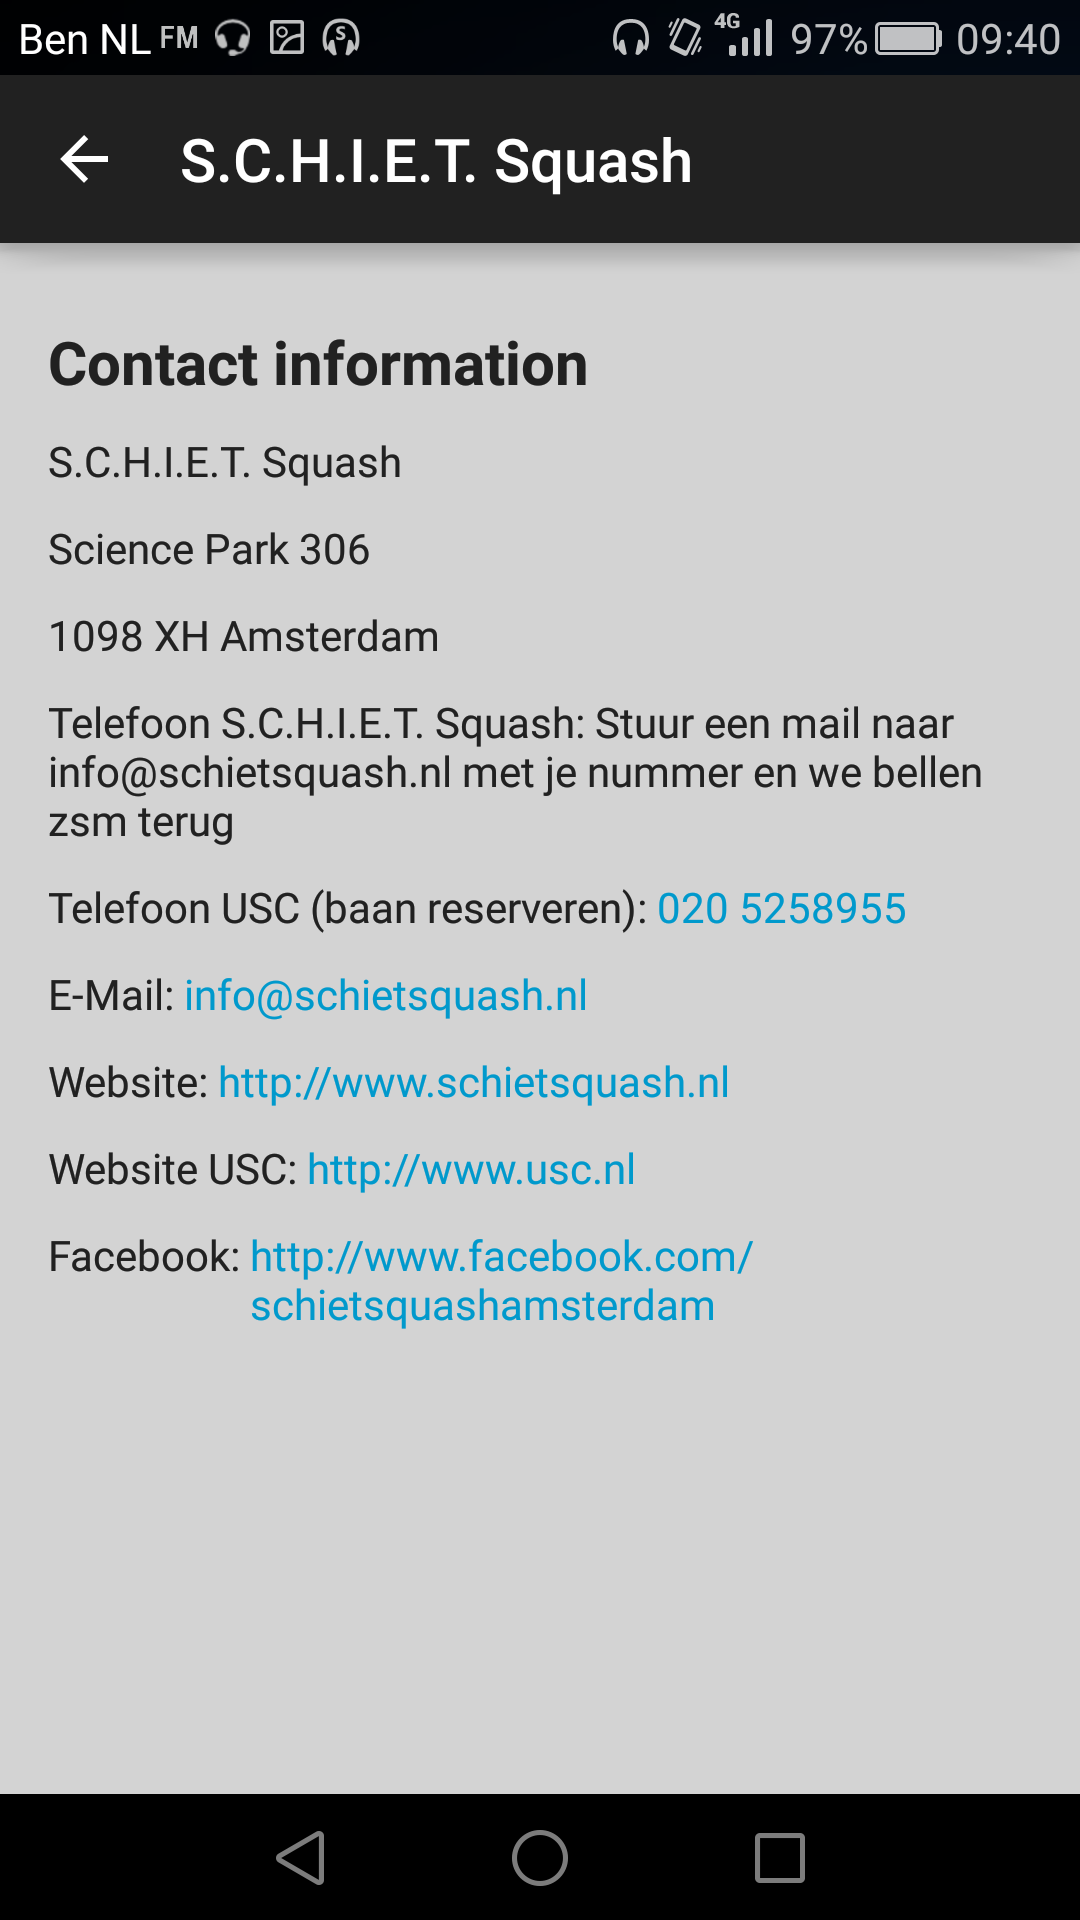 Ben NL FM 4G 97% 09:40
S.C.H.I.E.T. Squash
Contact information
S.C.H.I.E.T. Squash
Science Park 306
1098 XH Amsterdam
Telefoon S.C.H.I.E.T. Squash: Stuur een mail naar
info@schietsquash.nl met je nummer en we bellen
zsm terug
Telefoon USC (baan reserveren): 020 5258955
E-Mail: info@schietsquash.nl
Website: http://www.schietsquash.nl
Website USC: http://www.usc.nl
Facebook: http://www.facebook.com/
schietsquashamsterdam